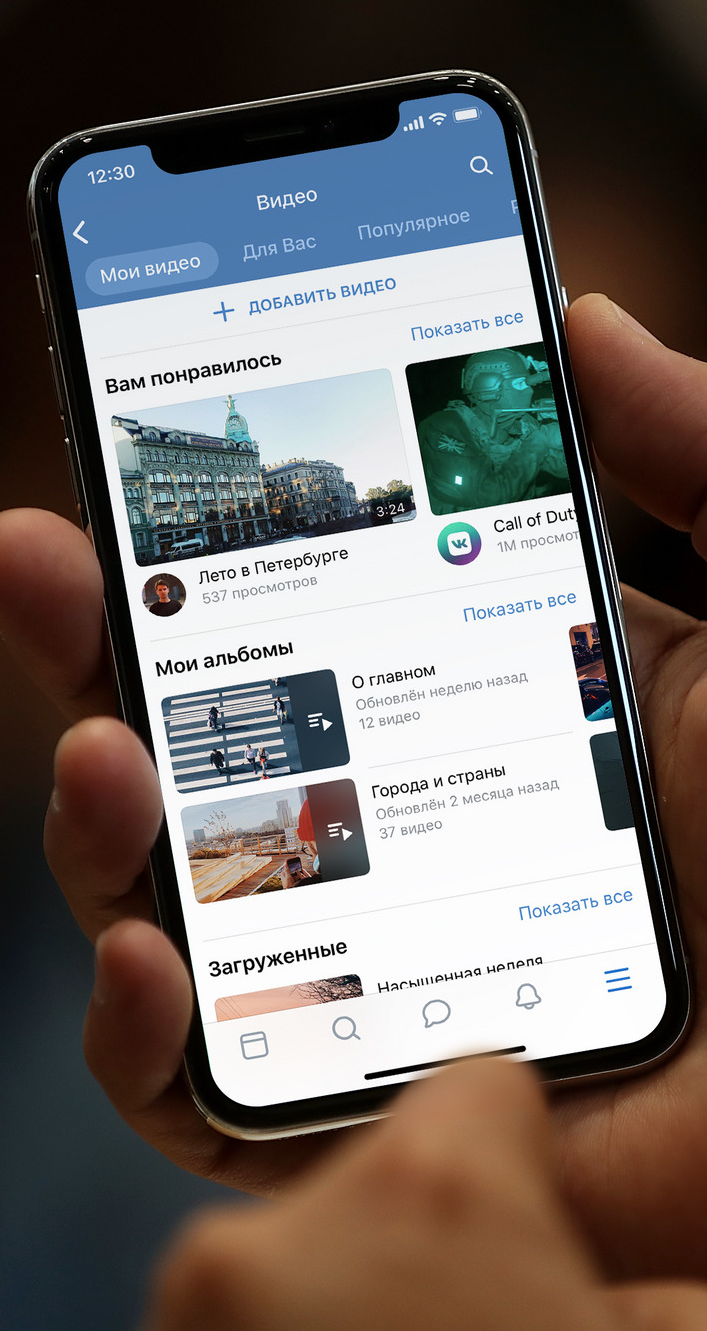 12:30
Видео
Мои видео
Для Вас
Популярное
ДОБАВИТЬ ВИДЕО
Вам понравилось
Показать все
3:24
Лето в Петербурге
537 просмотров
Call of Duty
1M просмот
Мои альбомы
Показать все
О главном
Обновлён неделю назад
12 видео
Города и страны
Обновлён 2 месяца назад
37 видео
Загруженные
Показать все
Насыщенная неделя